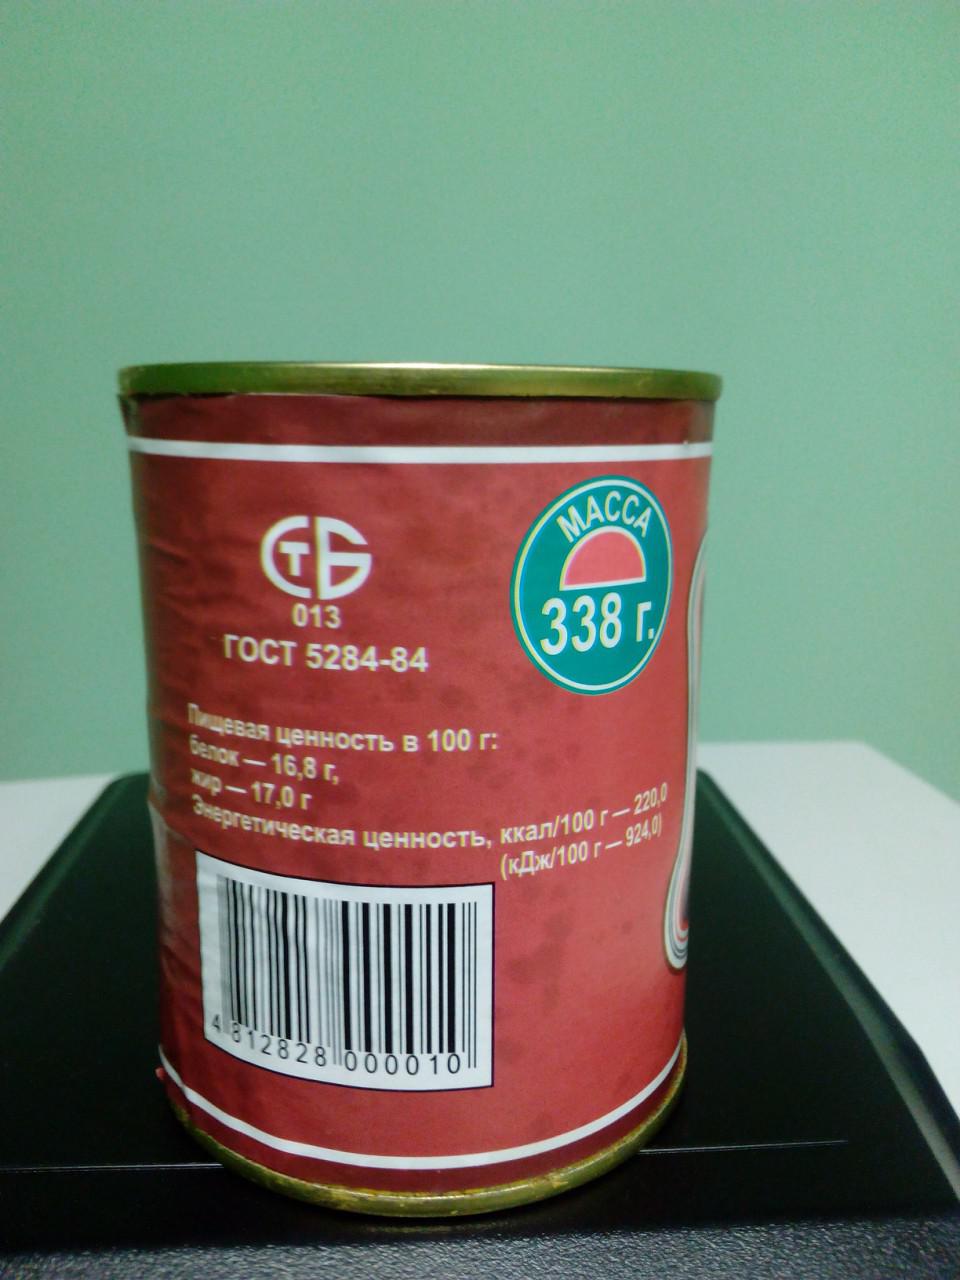 СТБ
013
ГОСТ 5284-84
МАССА
338 г.
Пищевая ценность в 100 г:
белок — 16,8 г,
жир — 17,0 г
Энергетическая ценность, ккал/100 г — 220,0
(кДж/100 г — 924,0)
4 812828 000010